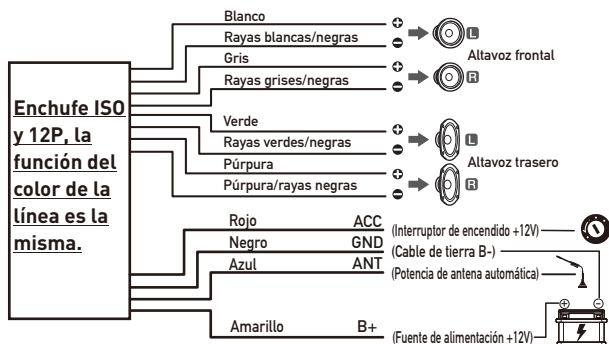 Enchufe ISO
y 12P, la
función del
color de la
línea es la
misma.
Blanco
Rayas blancas/negras
Gris
Rayas grises/negras
Verde
Rayas verdes/negras
Púrpura
Púrpura/rayas negras
L
Altavoz frontal
R
L
Altavoz trasero
R
Rojo ACC (Interruptor de encendido +12V)
Negro GND (Cable de tierra B-)
Azul ANT (Potencia de antena automática)
Amarillo B+ (Fuente de alimentación +12V)